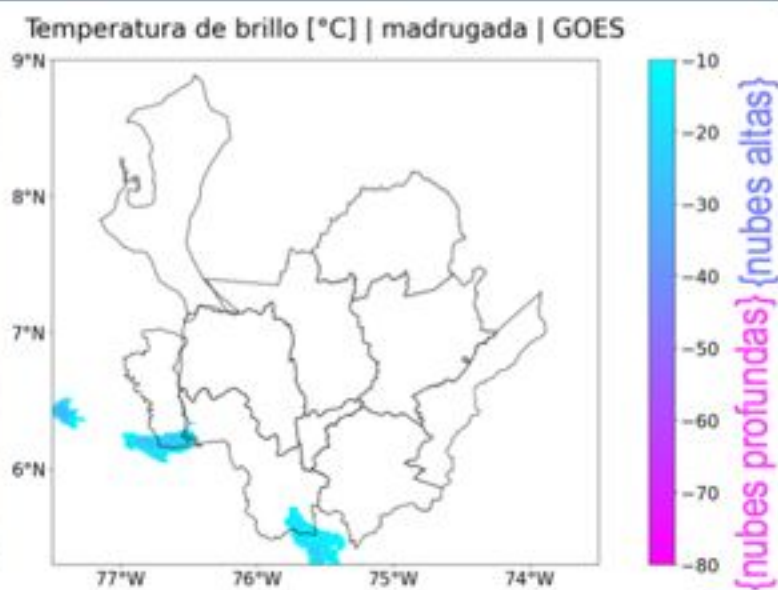 Temperatura de brillo [°C] | madrugada | GOES
9°N
8°N
7°N
6°N
77°W
76°W
75°W
74°W
−10
−20
−30
−40
−50
−60
−70
−80
{nubes altas}
{nubes profundas}